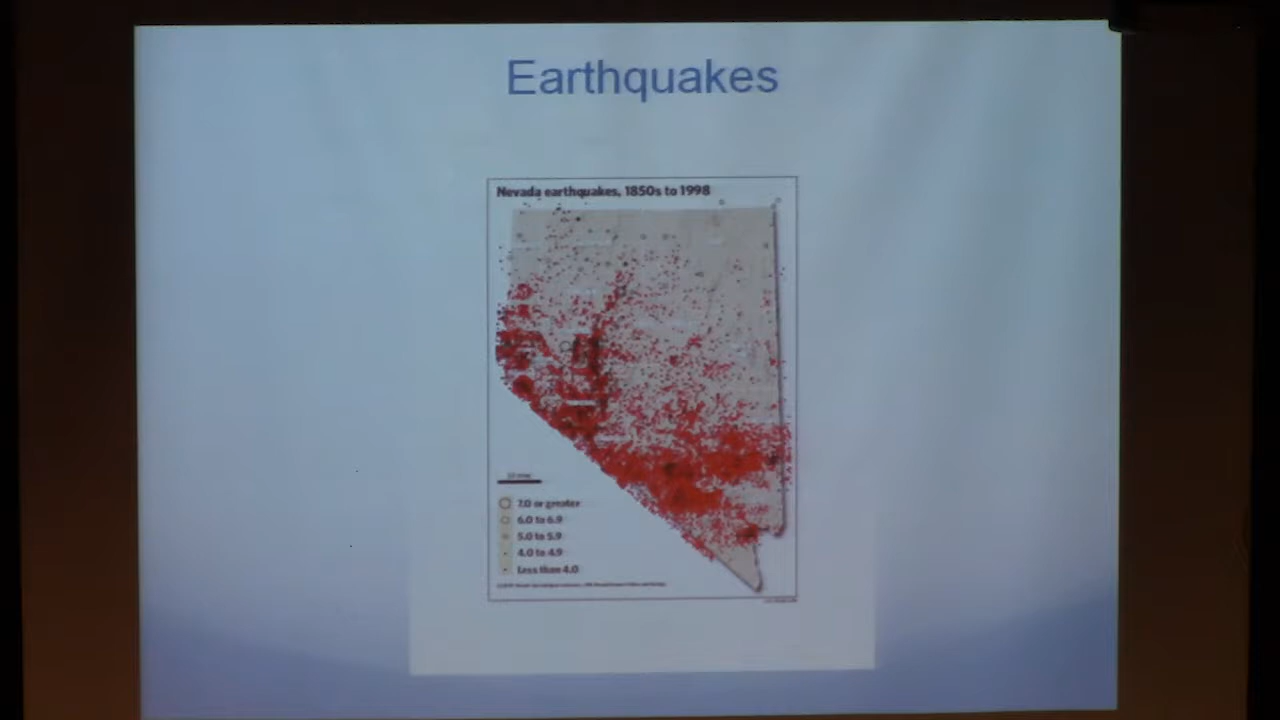 Earthquakes
Nevada earthquakes, 1850s to 1998
7.0 or greater
6.0 to 6.9
5.0 to 5.9
4.0 to 4.9
Less than 4.0